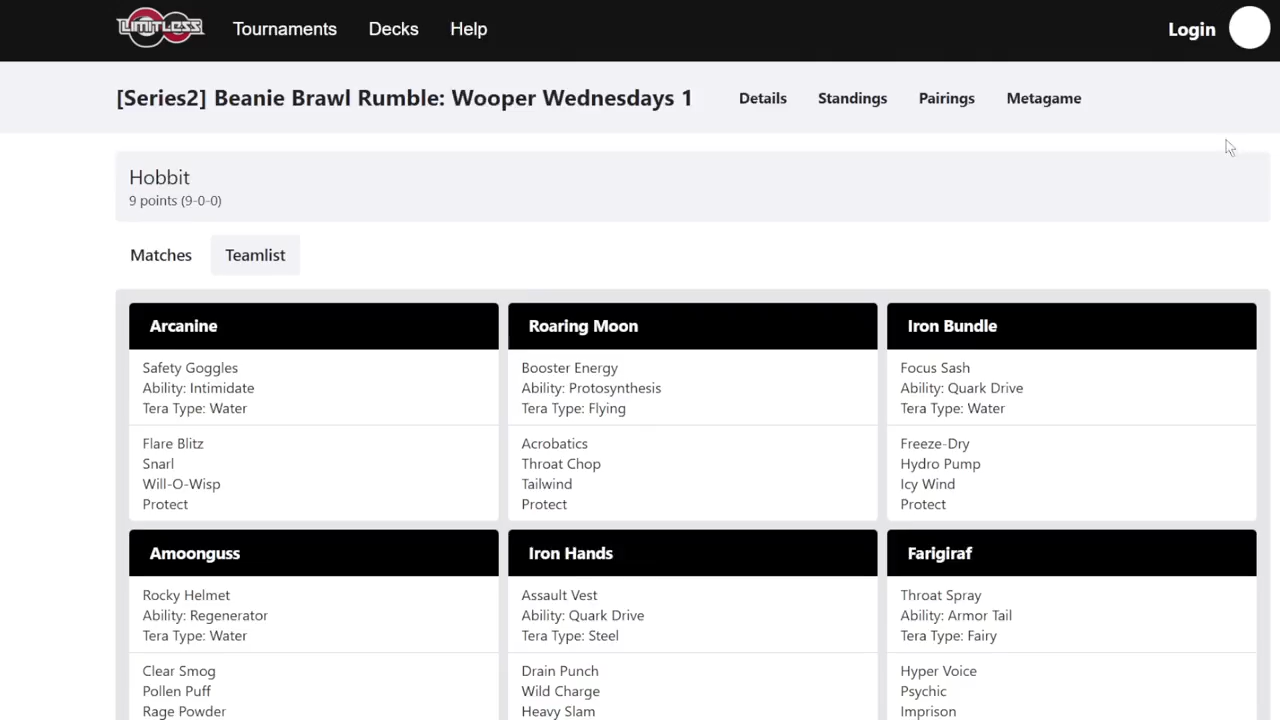 LIMITLESS
Tournaments
Decks
Help
Login
[Series2] Beanie Brawl Rumble: Wooper Wednesdays 1
Details
Standings
Pairings
Metagame
Hobbit
9 points (9-0-0)
Matches
Teamlist
Arcanine
Safety Goggles
Ability: Intimidate
Tera Type: Water
Flare Blitz
Snarl
Will-O-Wisp
Protect
Roaring Moon
Booster Energy
Ability: Protosynthesis
Tera Type: Flying
Acrobatics
Throat Chop
Tailwind
Protect
Iron Bundle
Focus Sash
Ability: Quark Drive
Tera Type: Water
Freeze-Dry
Hydro Pump
Icy Wind
Protect
Amoonguss
Rocky Helmet
Ability: Regenerator
Tera Type: Water
Clear Smog
Pollen Puff
Rage Powder
Iron Hands
Assault Vest
Ability: Quark Drive
Tera Type: Steel
Drain Punch
Wild Charge
Heavy Slam
Farigiraf
Throat Spray
Ability: Armor Tail
Tera Type: Fairy
Hyper Voice
Psychic
Imprison